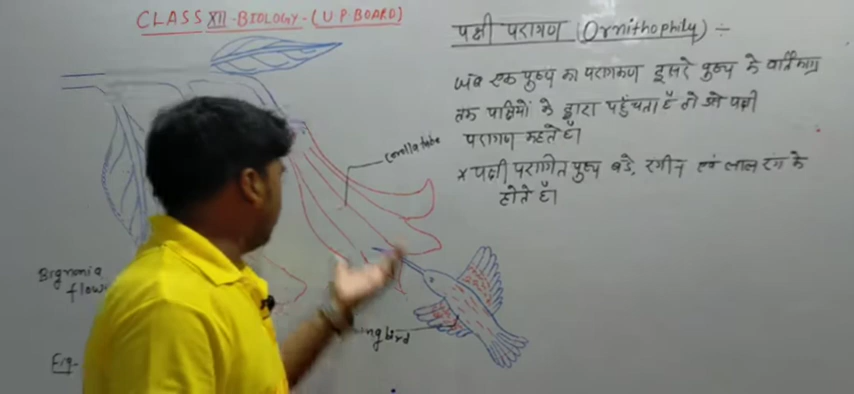 CLASS XII - BIOLOGY - (U P BOARD)
पक्षी परागण (Ornithophily) ÷
जब एक पुष्प का परागकण दूसरे पुष्प के वर्तिकाग्र
तक पक्षियों के द्वारा पहुंचता है तो उसे पक्षी
परागण कहते हैं।
* पक्षी परागित पुष्प बड़े, रंगीन एवं लाल रंग के
होते हैं।
corolla tube
Bignonia
Fig-